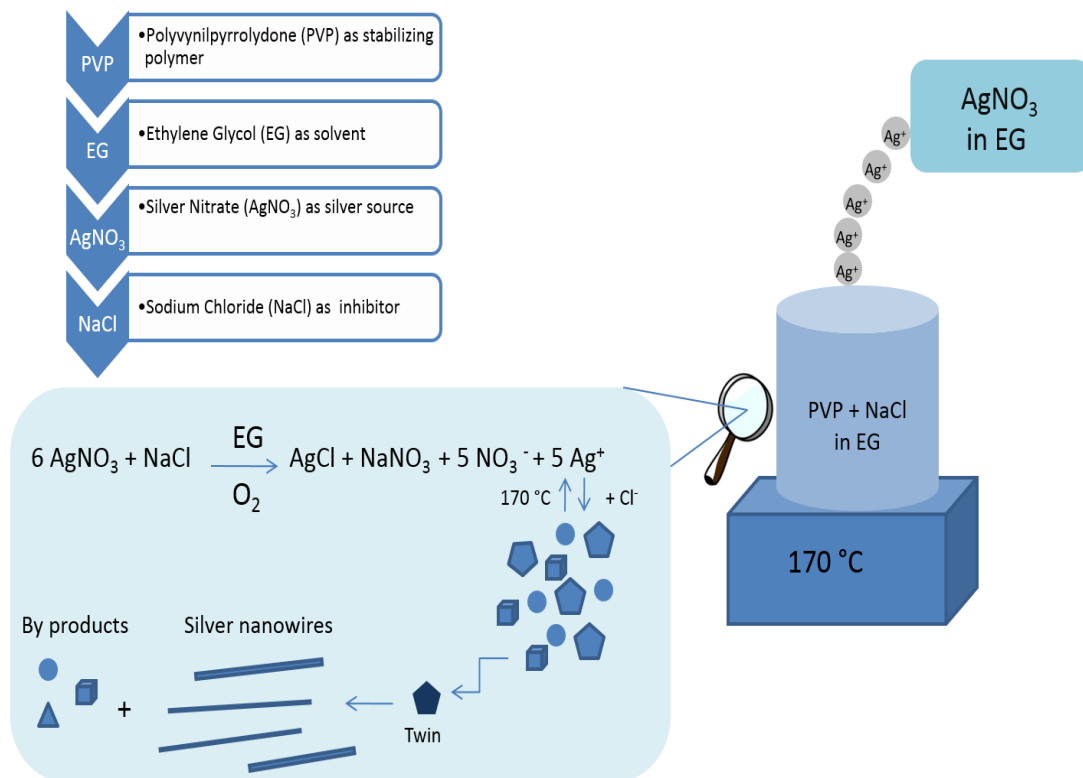 PVP
•Polyvynilpyrrolydone (PVP) as stabilizing
polymer
EG
•Ethylene Glycol (EG) as solvent
AgNO₃
•Silver Nitrate (AgNO₃) as silver source
NaCl
•Sodium Chloride (NaCl) as inhibitor
AgNO₃
in EG
Ag⁺
Ag⁺
Ag⁺
Ag⁺
Ag⁺
PVP + NaCl
in EG
170 °C
6 AgNO₃ + NaCl
EG
O₂
AgCl + NaNO₃ + 5 NO₃ ⁻ + 5 Ag⁺
170 °C
+ Cl⁻
By products
+
Silver nanowires
Twin